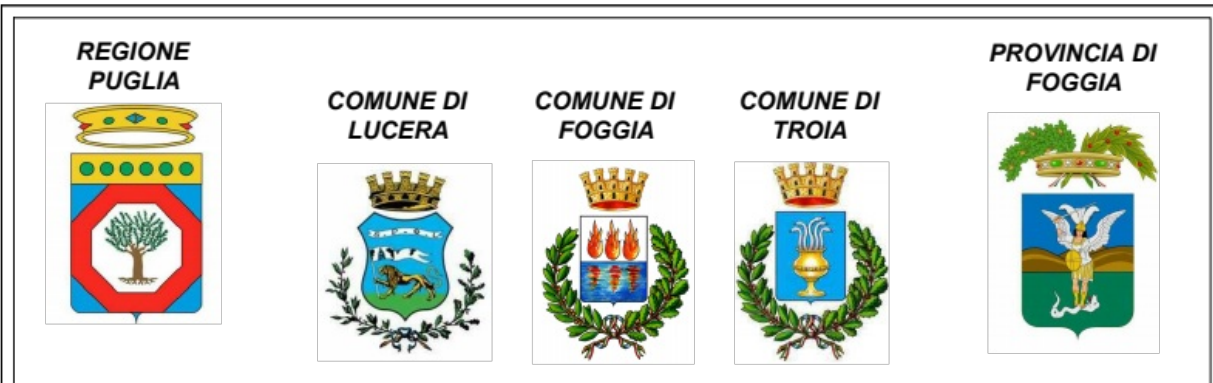 REGIONE
PUGLIA
COMUNE DI
LUCERA
COMUNE DI
FOGGIA
COMUNE DI
TROIA
PROVINCIA DI
FOGGIA